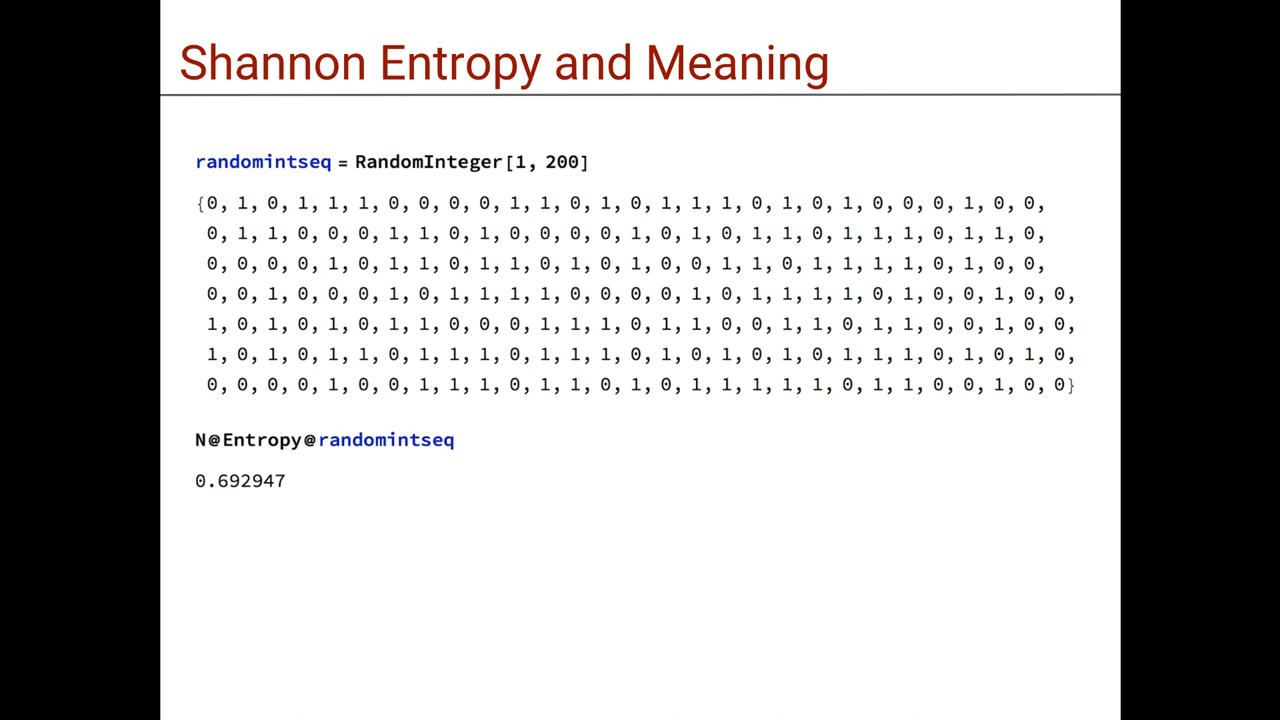 Shannon Entropy and Meaning
randomintseq = RandomInteger[1, 200]
{0, 1, 0, 1, 1, 1, 0, 0, 0, 0, 1, 1, 0, 1, 0, 1, 1, 1, 0, 1, 0, 1, 0, 0, 0, 1, 0, 0,
0, 1, 1, 0, 0, 0, 1, 1, 0, 1, 0, 0, 0, 0, 1, 0, 1, 0, 1, 1, 0, 1, 1, 1, 0, 1, 1, 0,
0, 0, 0, 0, 1, 0, 1, 1, 0, 1, 1, 0, 1, 0, 1, 0, 0, 1, 1, 0, 1, 1, 1, 1, 0, 1, 0, 0,
0, 0, 1, 0, 0, 0, 1, 0, 1, 1, 1, 1, 0, 0, 0, 0, 1, 0, 1, 1, 1, 1, 0, 1, 0, 0, 1, 0, 0,
1, 0, 1, 0, 1, 0, 1, 1, 0, 0, 0, 1, 1, 1, 0, 1, 1, 0, 0, 1, 1, 0, 1, 1, 0, 0, 1, 0, 0,
1, 0, 1, 0, 1, 1, 0, 1, 1, 1, 0, 1, 1, 1, 0, 1, 0, 1, 0, 1, 0, 1, 1, 1, 0, 1, 0, 1, 0,
0, 0, 0, 0, 1, 0, 0, 1, 1, 1, 0, 1, 1, 0, 1, 0, 1, 1, 1, 1, 1, 0, 1, 1, 0, 0, 1, 0, 0}
N@Entropy@randomintseq
0.692947